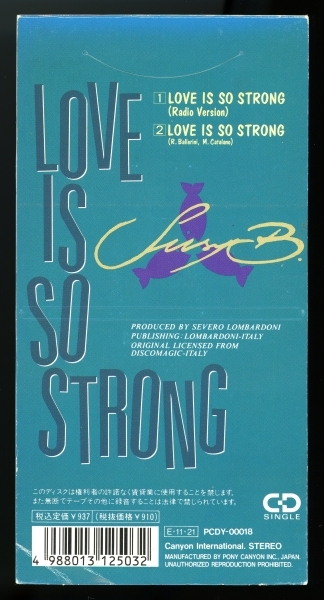 LOVE
IS
SO
STRONG
1 LOVE IS SO STRONG
(Radio Version)
2 LOVE IS SO STRONG
(R. Ballerini, M. Catalano)
Susy B.
PRODUCED BY SEVERO LOMBARDONI
PUBLISHING·LOMBARDONI-ITALY
ORIGINAL LICENSED FROM
DISCOMAGIC-ITALY
このディスクは権利者の許諾なく賃貸業に使用することを禁じます。
また無断でテープその他に録音することは法律で禁じられています。
税込定価¥937 (税抜価格¥910)
E-11·21 PCDY-00018
CD
SINGLE
4 988013 125032
Canyon International. STEREO
MANUFACTURED BY PONY CANYON INC., JAPAN.
UNAUTHORIZED REPRODUCTION PROHIBITED.